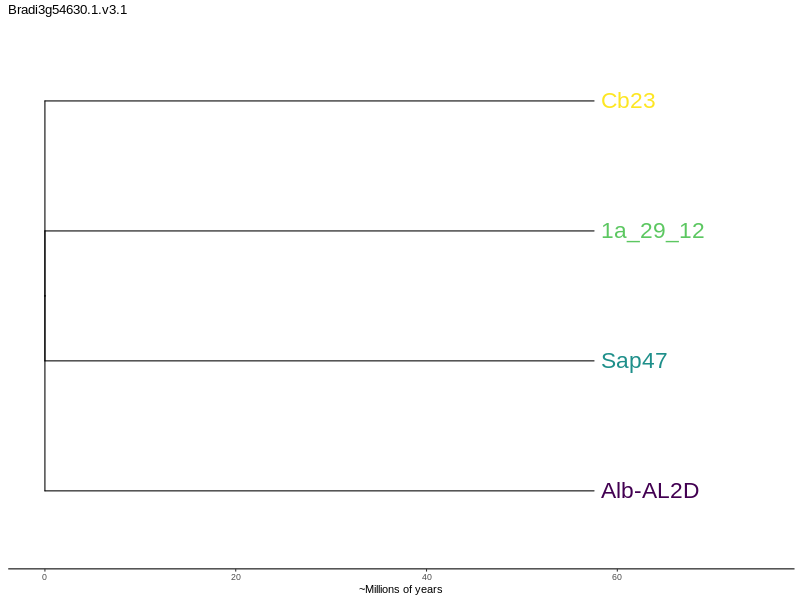 Bradi3g54630.1.v3.1
Cb23
1a_29_12
Sap47
Alb-AL2D
0 20 40 60
~Millions of years